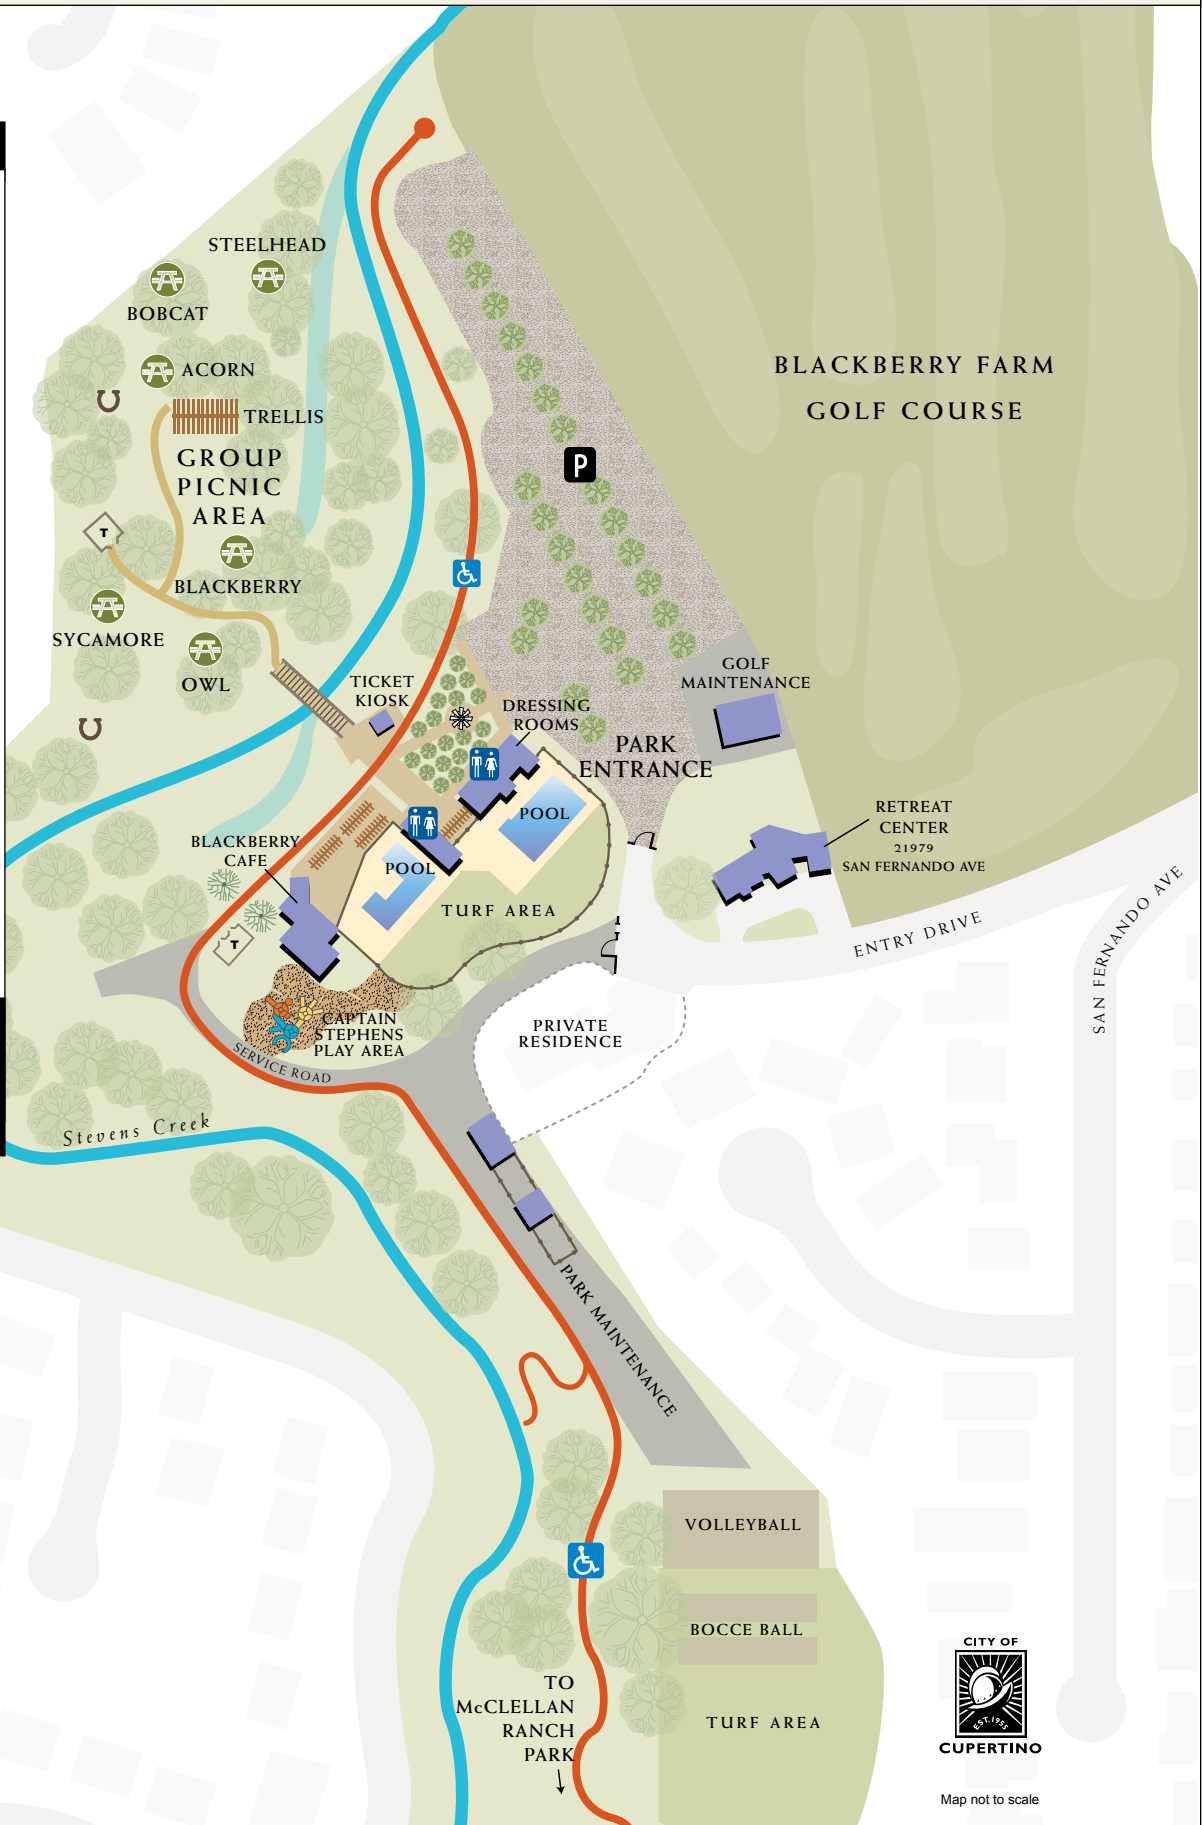 STEELHEAD
BOBCAT
ACORN
TRELLIS
GROUP
PICNIC
AREA
T
BLACKBERRY
SYCAMORE
OWL
BLACKBERRY FARM
GOLF COURSE
P
TICKET
KIOSK
DRESSING
ROOMS
GOLF
MAINTENANCE
PARK
ENTRANCE
POOL
POOL
TURF AREA
BLACKBERRY
CAFE
T
RETREAT
CENTER
21979
SAN FERNANDO AVE
ENTRY DRIVE
SAN FERNANDO AVE
PRIVATE
RESIDENCE
CAPTAIN
STEPHENS
PLAY AREA
SERVICE ROAD
Stevens Creek
PARK MAINTENANCE
VOLLEYBALL
BOCCE BALL
TURF AREA
TO
McCLELLAN
RANCH
PARK
CITY OF
EST. 1955
CUPERTINO
Map not to scale